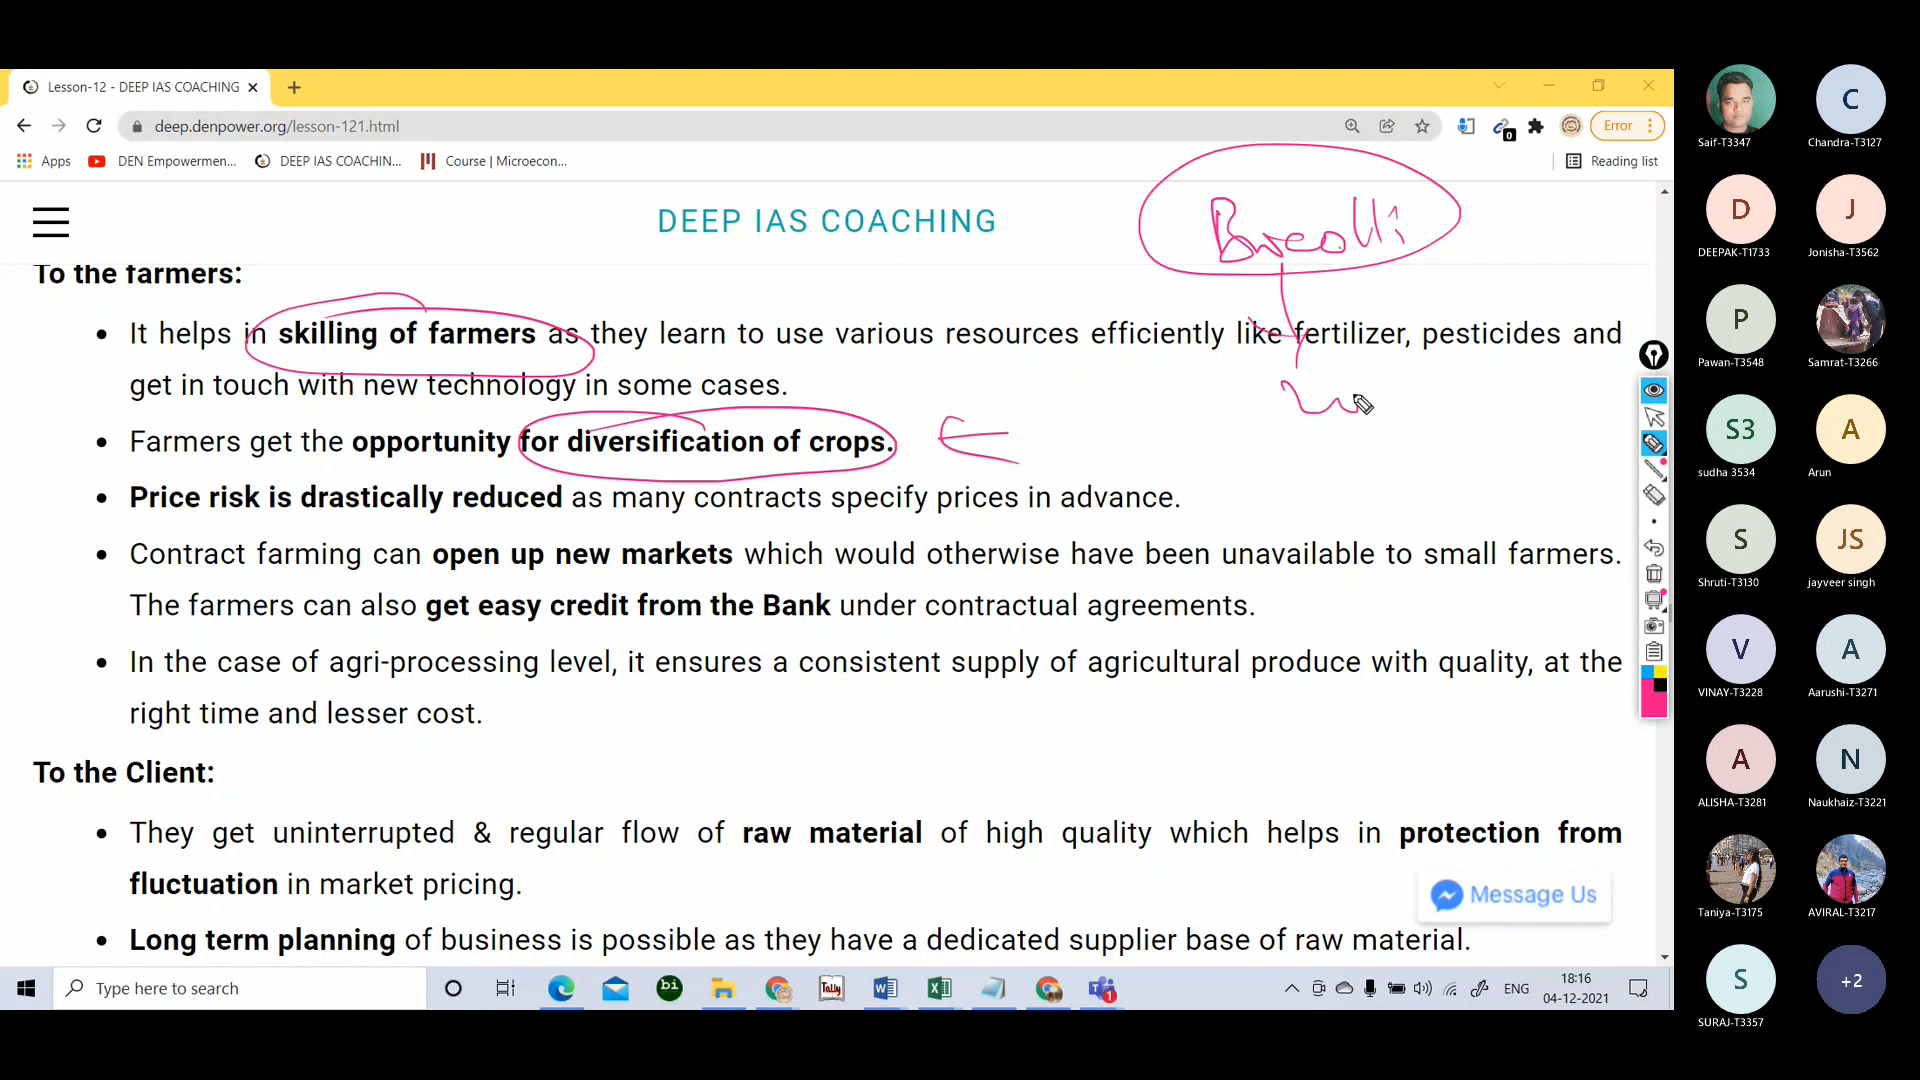 Lesson-12 - DEEP IAS COACHING
deep.denpower.org/lesson-121.html
0
Error
Apps
DEN Empowermen...
DEEP IAS COACHIN...
Course | Microecon...
Reading list
DEEP IAS COACHING
To the farmers:
• It helps in skilling of farmers as they learn to use various resources efficiently like fertilizer, pesticides and
get in touch with new technology in some cases.
• Farmers get the opportunity for diversification of crops.
• Price risk is drastically reduced as many contracts specify prices in advance.
• Contract farming can open up new markets which would otherwise have been unavailable to small farmers.
The farmers can also get easy credit from the Bank under contractual agreements.
• In the case of agri-processing level, it ensures a consistent supply of agricultural produce with quality, at the
right time and lesser cost.
To the Client:
• They get uninterrupted & regular flow of raw material of high quality which helps in protection from
fluctuation in market pricing.
Message Us
• Long term planning of business is possible as they have a dedicated supplier base of raw material.
Type here to search
bi
Tally
1
ENG
18:16
04-12-2021
Saif-T3347
C
Chandra-T3127
D
DEEPAK-T1733
J
Jonisha-T3562
P
Pawan-T3548
Samrat-T3266
S3
sudha 3534
A
Arun
S
Shruti-T3130
JS
jayveer singh
V
VINAY-T3228
A
Aarushi-T3271
A
ALISHA-T3281
N
Naukhaiz-T3221
Taniya-T3175
AVIRAL-T3217
S
SURAJ-T3357
+2